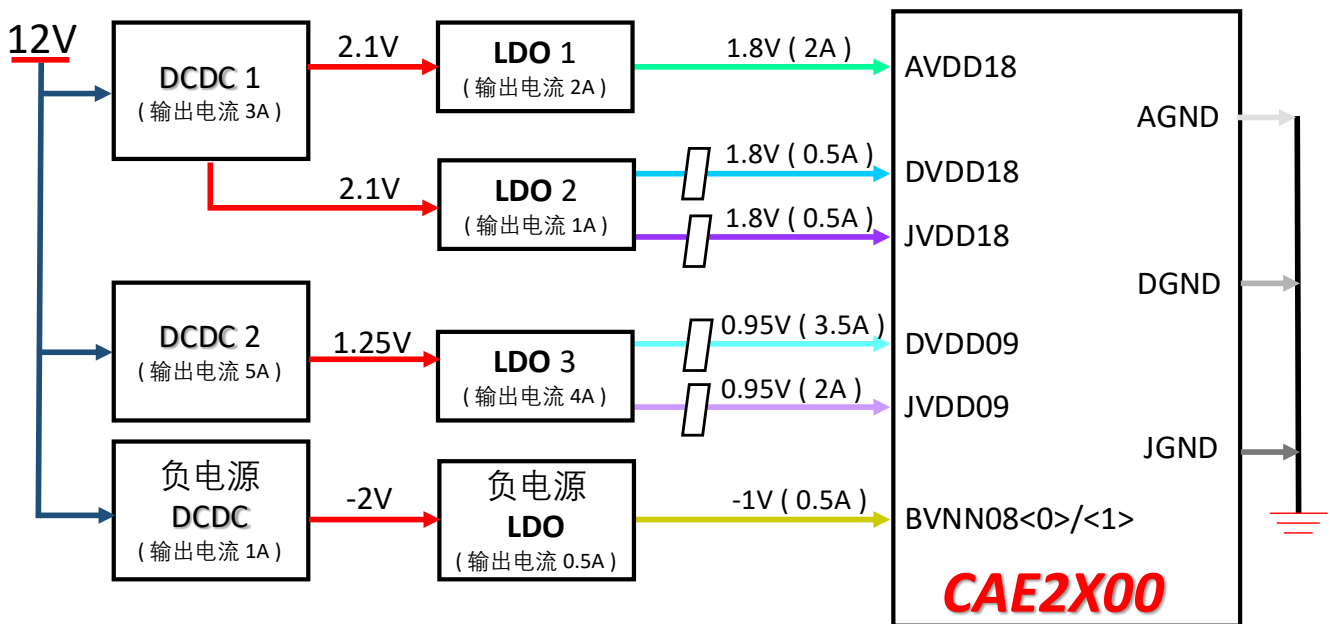 12V
DCDC 1
( 输出电流 3A )
2.1V
LDO 1
( 输出电流 2A )
1.8V ( 2A )
AVDD18
AGND
2.1V
LDO 2
( 输出电流 1A )
1.8V ( 0.5A )
DVDD18
1.8V ( 0.5A )
JVDD18
DGND
DCDC 2
( 输出电流 5A )
1.25V
LDO 3
( 输出电流 4A )
0.95V ( 3.5A )
DVDD09
0.95V ( 2A )
JVDD09
JGND
负电源
DCDC
( 输出电流 1A )
-2V
负电源
LDO
( 输出电流 0.5A )
-1V ( 0.5A )
BVNN08<0>/<1>
CAE2X00